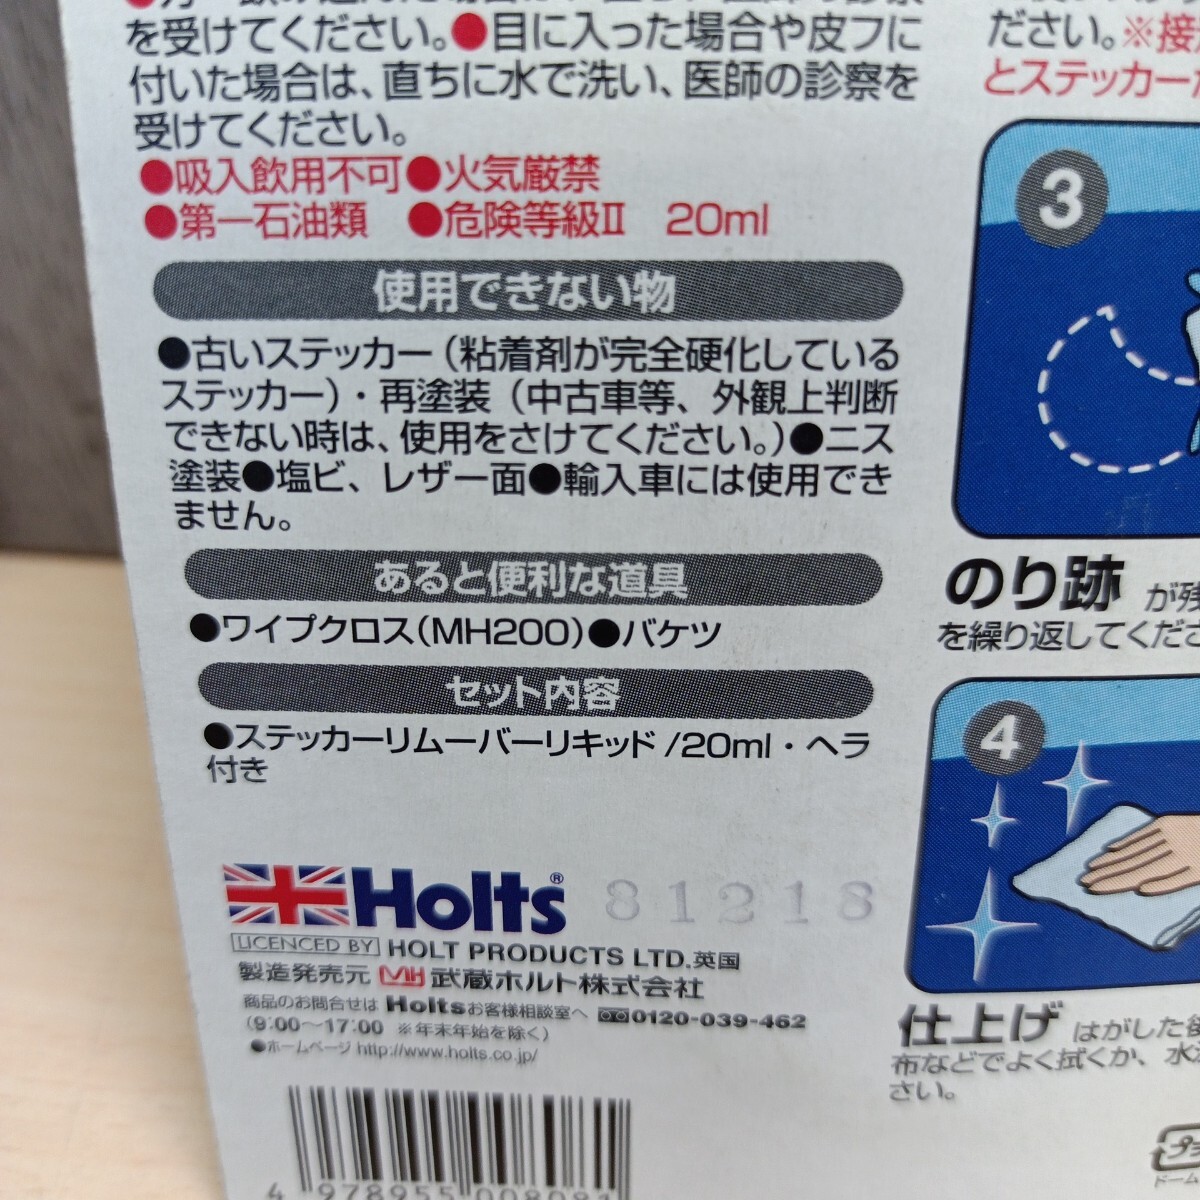 を受けてください。●目に入った場合や皮フに
付いた場合は、直ちに水で洗い、医師の診察を
受けてください。
●吸入飲用不可●火気厳禁
●第一石油類 ●危険等級Ⅱ 20ml
使用できない物
●古いステッカー（粘着剤が完全硬化している
ステッカー）・再塗装（中古車等、外観上判断
できない時は、使用をさけてください。）●ニス
塗装●塩ビ、レザー面●輸入車には使用でき
ません。
あると便利な道具
●ワイプクロス(MH200)●バケツ
セット内容
●ステッカーリムーバーリキッド/20ml・ヘラ
付き
Holts® 81218
LICENCED BY HOLT PRODUCTS LTD.英国
製造発売元 MH 武蔵ホルト株式会社
商品のお問合せは Holtsお客様相談室へ 0120-039-462
(9:00〜17:00 ※年末年始を除く)
●ホームページ http://www.holts.co.jp/
4 978955 008081
ださい。※接
とステッカー
3
のり跡 が残
を繰り返してくださ
4
仕上げ はがした後
布などでよく拭くか、水
さい。
プラ